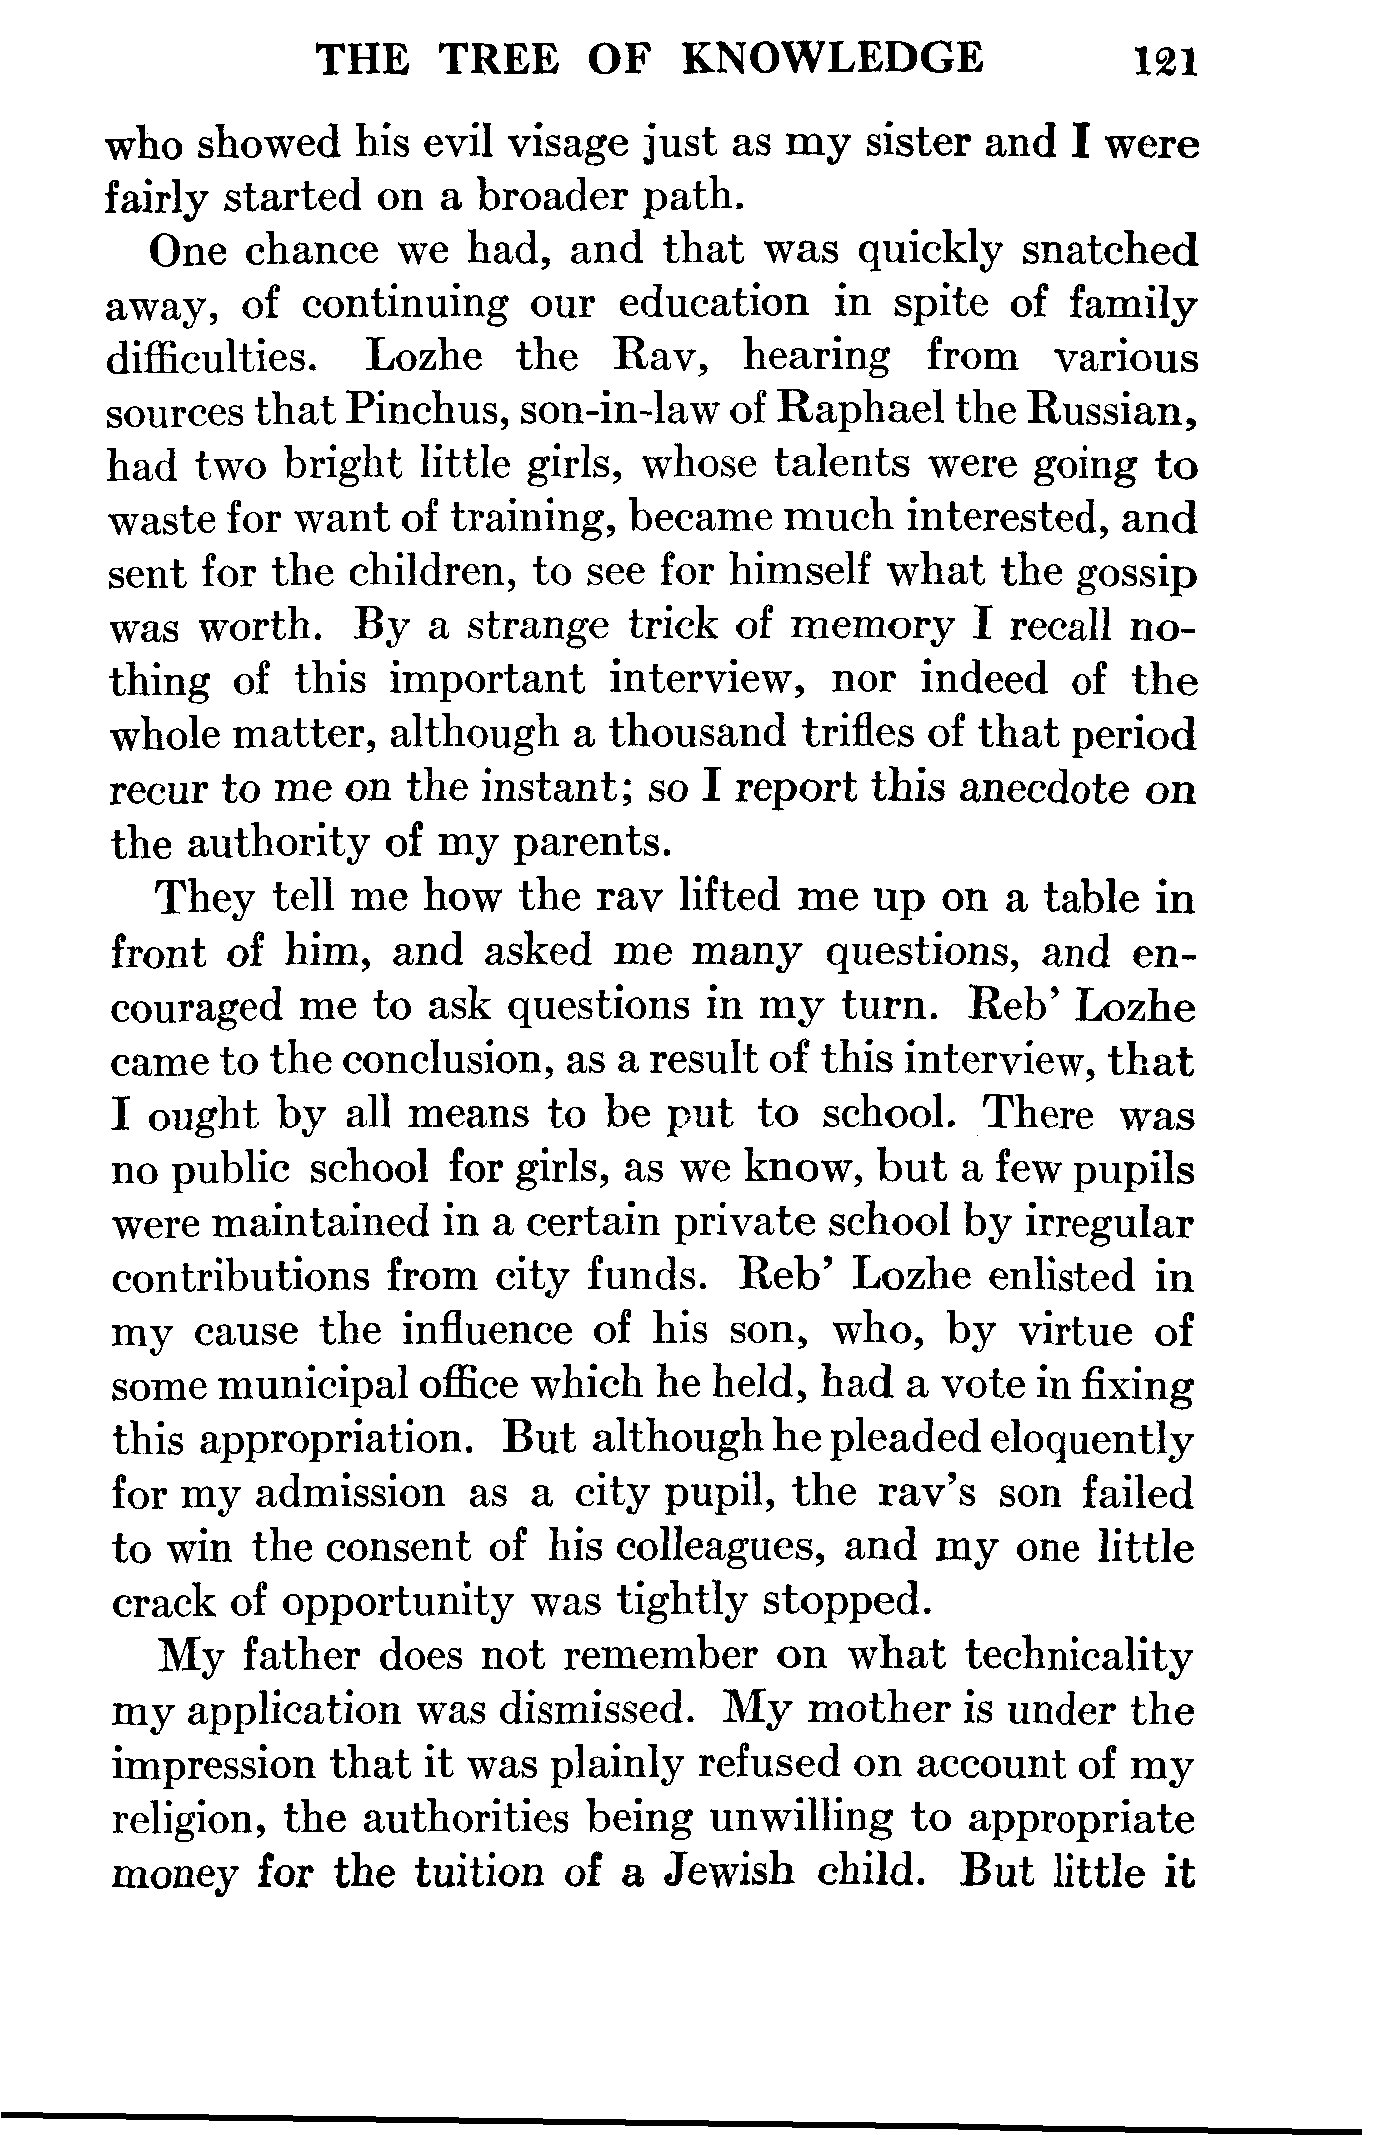 THE TREE OF KNOWLEDGE 121
who showed his evil visage just as my sister and I were
fairly started on a broader path.
One chance we had, and that was quickly snatched
away, of continuing our education in spite of family
difficulties. Lozhe the Rav, hearing from various
sources that Pinchus, son-in-law of Raphael the Russian,
had two bright little girls, whose talents were going to
waste for want of training, became much interested, and
sent for the children, to see for himself what the gossip
was worth. By a strange trick of memory I recall no-
thing of this important interview, nor indeed of the
whole matter, although a thousand trifles of that period
recur to me on the instant; so I report this anecdote on
the authority of my parents.
They tell me how the rav lifted me up on a table in
front of him, and asked me many questions, and en-
couraged me to ask questions in my turn. Reb' Lozhe
came to the conclusion, as a result of this interview, that
I ought by all means to be put to school. There was
no public school for girls, as we know, but a few pupils
were maintained in a certain private school by irregular
contributions from city funds. Reb' Lozhe enlisted in
my cause the influence of his son, who, by virtue of
some municipal office which he held, had a vote in fixing
this appropriation. But although he pleaded eloquently
for my admission as a city pupil, the rav's son failed
to win the consent of his colleagues, and my one little
crack of opportunity was tightly stopped.
My father does not remember on what technicality
my application was dismissed. My mother is under the
impression that it was plainly refused on account of my
religion, the authorities being unwilling to appropriate
money for the tuition of a Jewish child. But little it